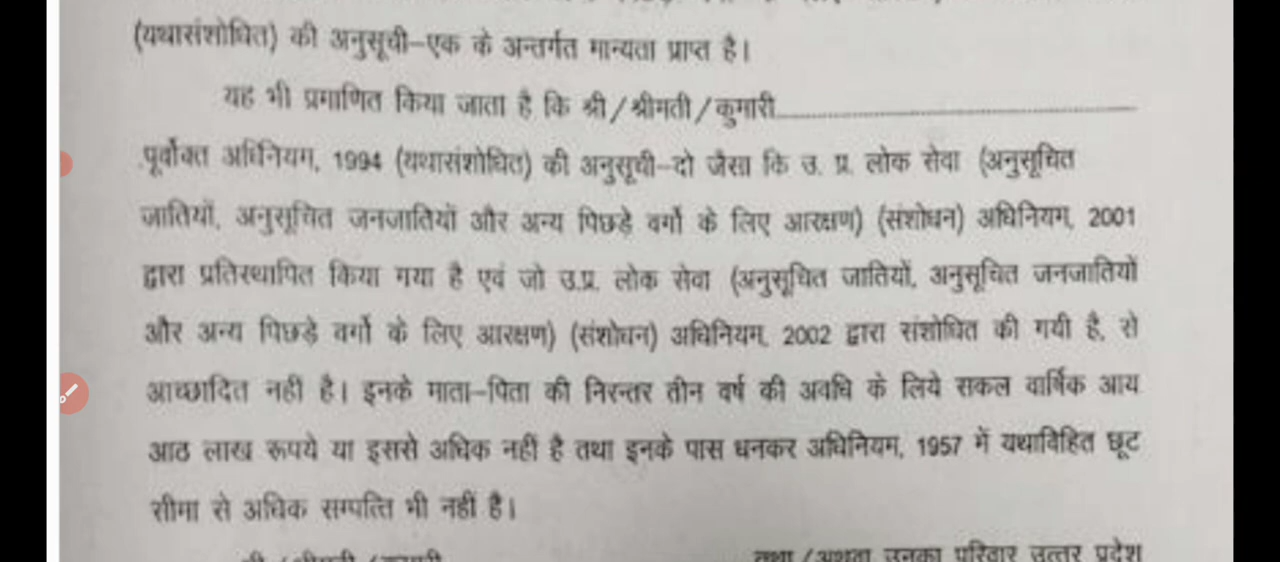 (यथासंशोधित) की अनुसूची–एक के अन्तर्गत मान्यता प्राप्त है।
यह भी प्रमाणित किया जाता है कि श्री/श्रीमती/कुमारी
पूर्वोक्त अधिनियम, 1994 (यथासंशोधित) की अनुसूची–दो जैसा कि उ. प्र. लोक सेवा (अनुसूचित
जातियों, अनुसूचित जनजातियों और अन्य पिछड़े वर्गो के लिए आरक्षण) (संशोधन) अधिनियम, 2001
द्वारा प्रतिस्थापित किया गया है एवं जो उ.प्र. लोक सेवा (अनुसूचित जातियों, अनुसूचित जनजातियों
और अन्य पिछड़े वर्गो के लिए आरक्षण) (संशोधन) अधिनियम, 2002 द्वारा संशोधित की गयी है, से
आच्छादित नहीं है। इनके माता–पिता की निरन्तर तीन वर्ष की अवधि के लिये सकल वार्षिक आय
आठ लाख रूपये या इससे अधिक नहीं है तथा इनके पास धनकर अधिनियम, 1957 में यथाविहित छूट
सीमा से अधिक सम्पत्ति भी नहीं है।
तथा/अथवा उनका परिवार उत्तर प्रदेश